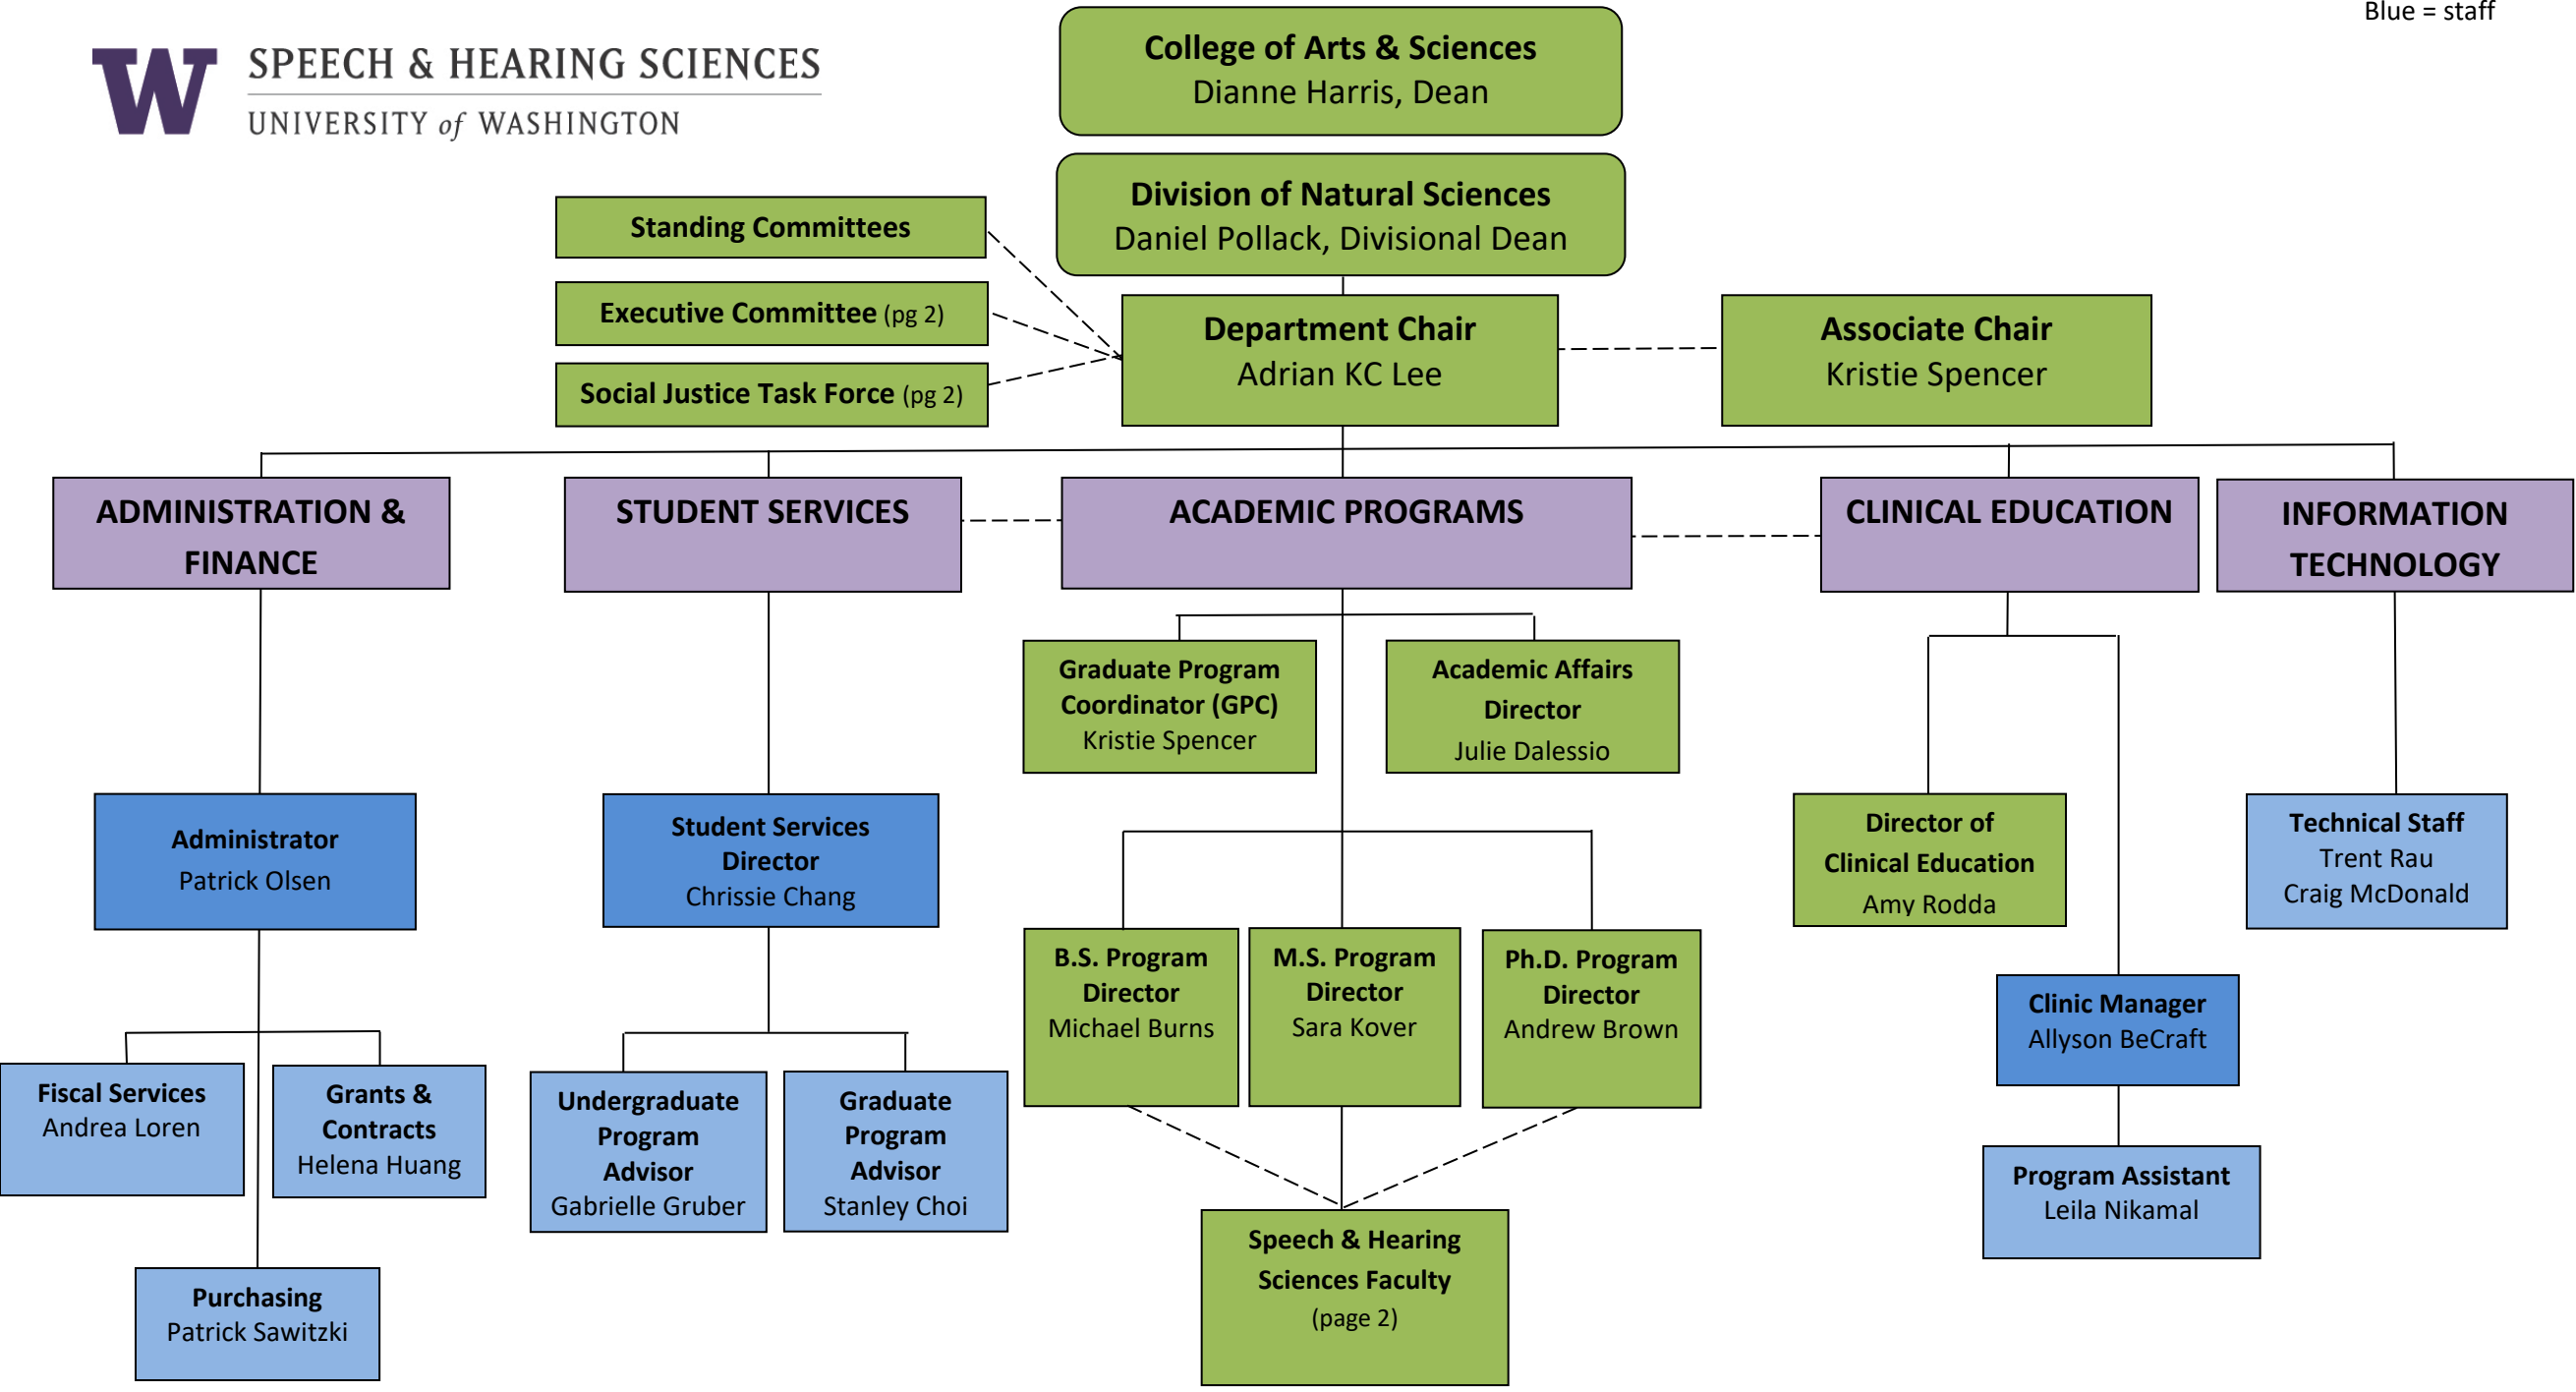 Blue = staff
W
SPEECH & HEARING SCIENCES
UNIVERSITY of WASHINGTON
College of Arts & Sciences
Dianne Harris, Dean
Division of Natural Sciences
Daniel Pollack, Divisional Dean
Standing Committees
Executive Committee (pg 2)
Social Justice Task Force (pg 2)
Department Chair
Adrian KC Lee
Associate Chair
Kristie Spencer
ADMINISTRATION &
FINANCE
STUDENT SERVICES
ACADEMIC PROGRAMS
CLINICAL EDUCATION
INFORMATION
TECHNOLOGY
Graduate Program
Coordinator (GPC)
Kristie Spencer
Academic Affairs
Director
Julie Dalessio
Administrator
Patrick Olsen
Student Services
Director
Chrissie Chang
Director of
Clinical Education
Amy Rodda
Technical Staff
Trent Rau
Craig McDonald
B.S. Program
Director
Michael Burns
M.S. Program
Director
Sara Kover
Ph.D. Program
Director
Andrew Brown
Clinic Manager
Allyson BeCraft
Fiscal Services
Andrea Loren
Grants &
Contracts
Helena Huang
Undergraduate
Program
Advisor
Gabrielle Gruber
Graduate
Program
Advisor
Stanley Choi
Program Assistant
Leila Nikamal
Speech & Hearing
Sciences Faculty
(page 2)
Purchasing
Patrick Sawitzki